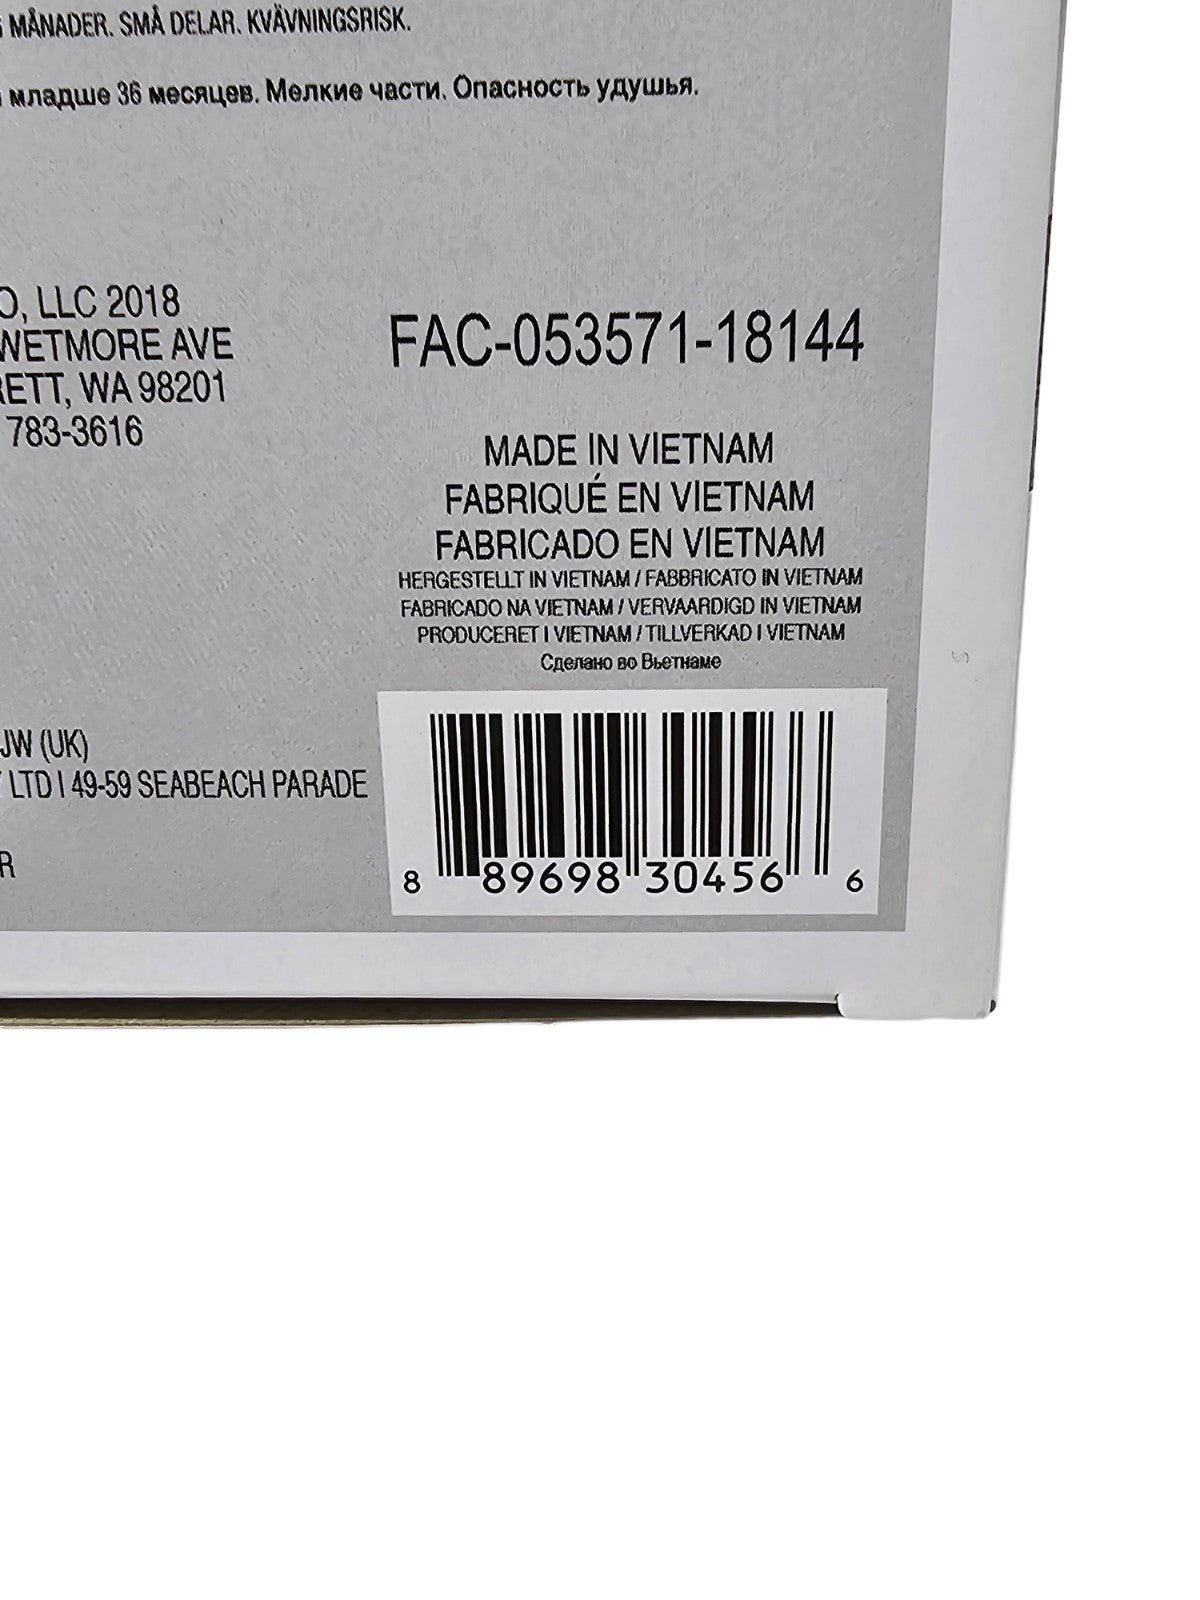 MÅNADER. SMÅ DELAR. KVÄVNINGSRISK.
младше 36 месяцев. Мелкие части. Опасность удушья.
O, LLC 2018
WETMORE AVE
RETT, WA 98201
783-3616
FAC-053571-18144
MADE IN VIETNAM
FABRIQUÉ EN VIETNAM
FABRICADO EN VIETNAM
HERGESTELLT IN VIETNAM / FABBRICATO IN VIETNAM
FABRICADO NA VIETNAM / VERVAARDIGD IN VIETNAM
PRODUCERET I VIETNAM / TILLVERKAD I VIETNAM
Сделано во Вьетнаме
JW (UK)
LTD | 49-59 SEABEACH PARADE
R
8 89698 30456 6